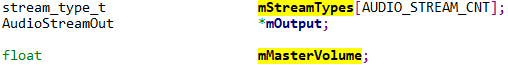 stream_type_t mStreamTypes[AUDIO_STREAM_CNT];
AudioStreamOut *mOutput;
float mMasterVolume;